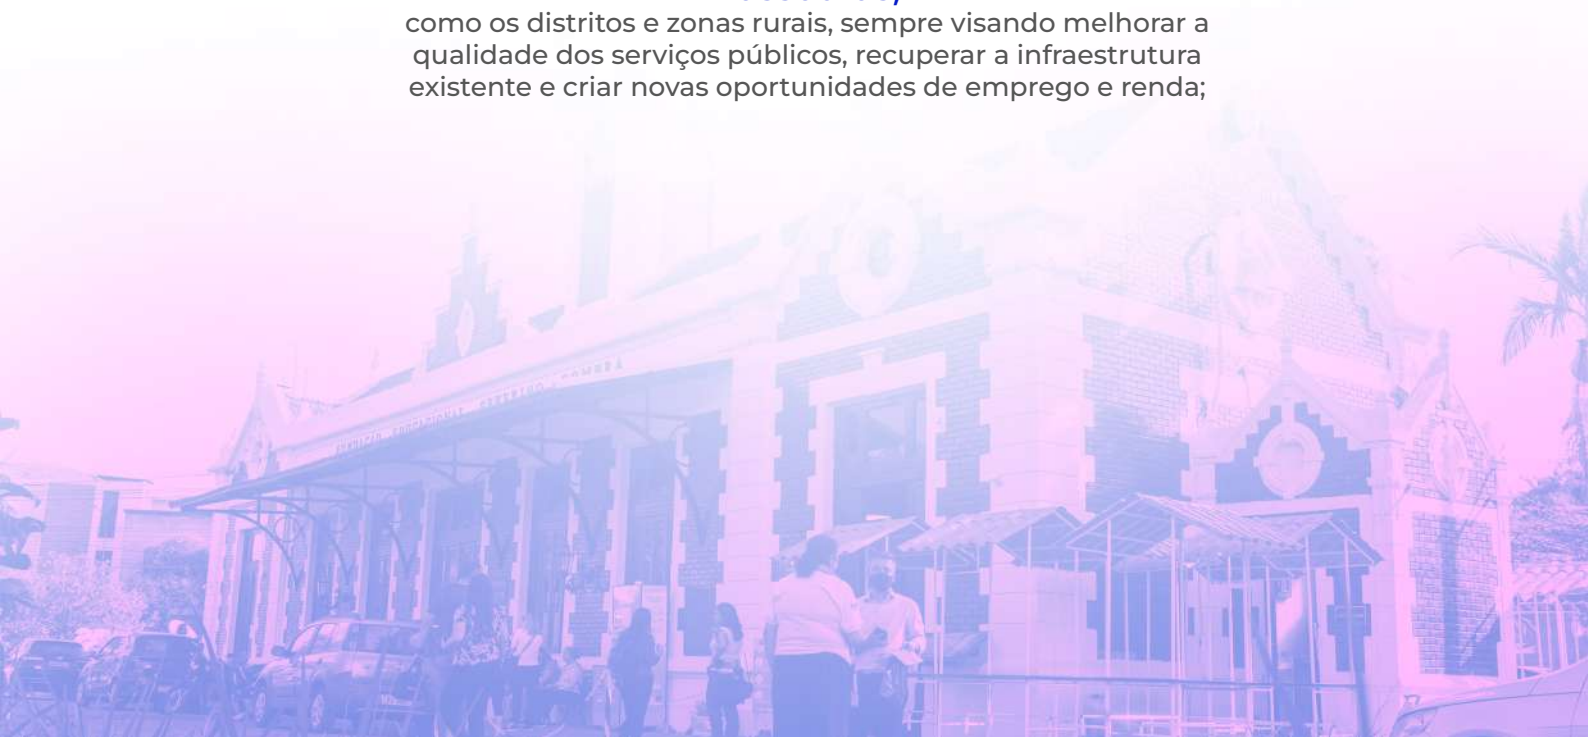 como os distritos e zonas rurais, sempre visando melhorar a
qualidade dos serviços públicos, recuperar a infraestrutura
existente e criar novas oportunidades de emprego e renda;